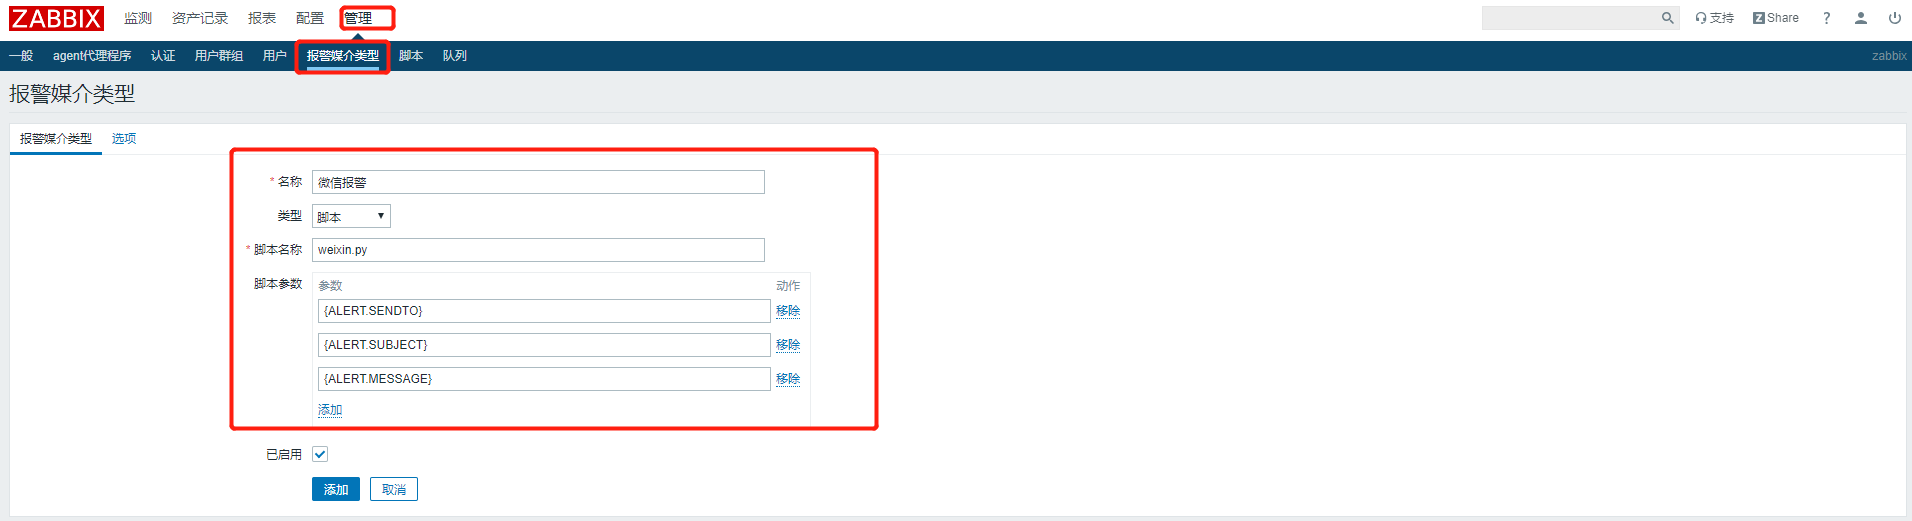 ZABBIX 监测 资产记录 报表 配置 管理 支持 Share ?
一般 agent代理程序 认证 用户群组 用户 报警媒介类型 脚本 队列 zabbix
报警媒介类型
报警媒介类型 选项
* 名称 微信报警
类型 脚本
* 脚本名称 weixin.py
脚本参数 参数 动作
{ALERT.SENDTO} 移除
{ALERT.SUBJECT} 移除
{ALERT.MESSAGE} 移除
添加
已启用
添加 取消